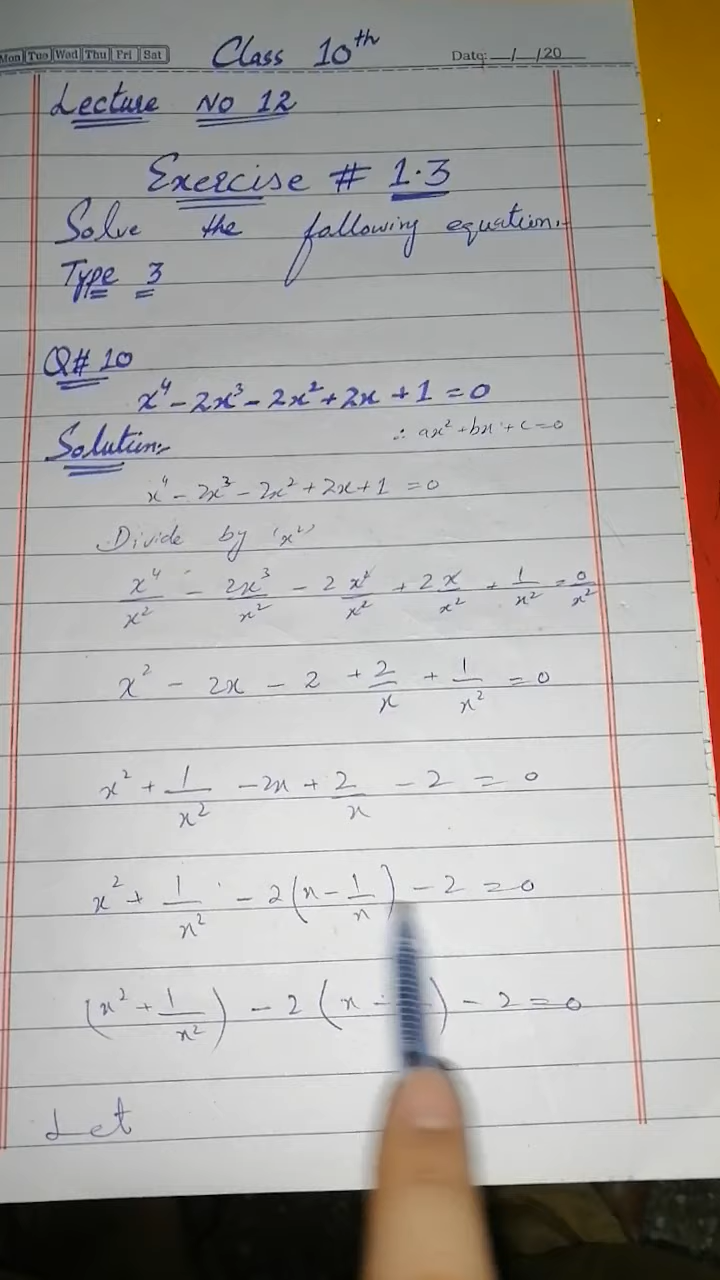 Mon Tue Wed Thu Fri Sat
Class 10th
Date: __/__/20__
Lecture No 12
Exercise # 1.3
Solve the following equation:-
Type 3
Q# 10
x⁴ - 2x³ - 2x² + 2x + 1 = 0
Solution:-
∴ ax² + bx + c = 0
x⁴ - 2x³ - 2x² + 2x + 1 = 0
Divide by 'x²'
x⁴/x² - 2x³/x² - 2x²/x² + 2x/x² + 1/x² = 0/x²
x² - 2x - 2 + 2/x + 1/x² = 0
x² + 1/x² - 2x + 2/x - 2 = 0
x² + 1/x² - 2(x - 1/x) - 2 = 0
(x² + 1/x²) - 2(x - ) - 2 = 0
Let